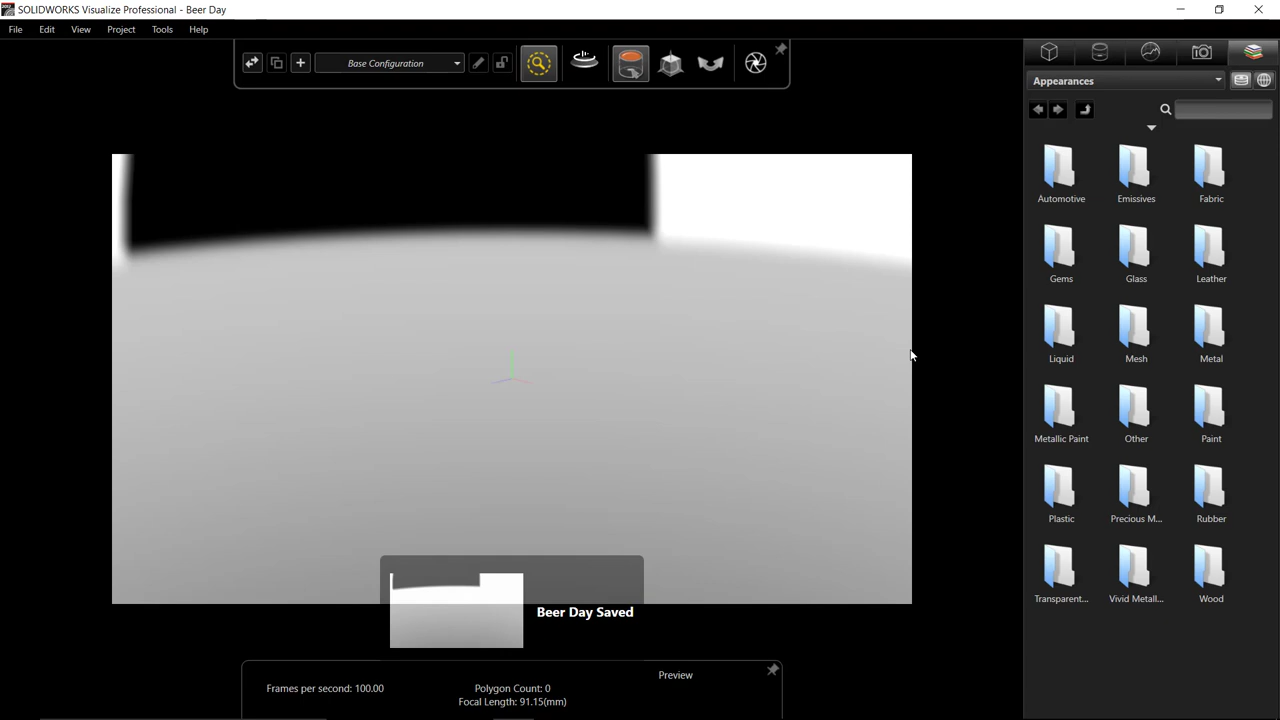 SOLIDWORKS Visualize Professional - Beer Day
File Edit View Project Tools Help
Base Configuration
Appearances
Automotive Emissives Fabric
Gems Glass Leather
Liquid Mesh Metal
Metallic Paint Other Paint
Plastic Precious M... Rubber
Transparent... Vivid Metall... Wood
Beer Day Saved
Preview
Frames per second: 100.00 Polygon Count: 0
Focal Length: 91.15(mm)